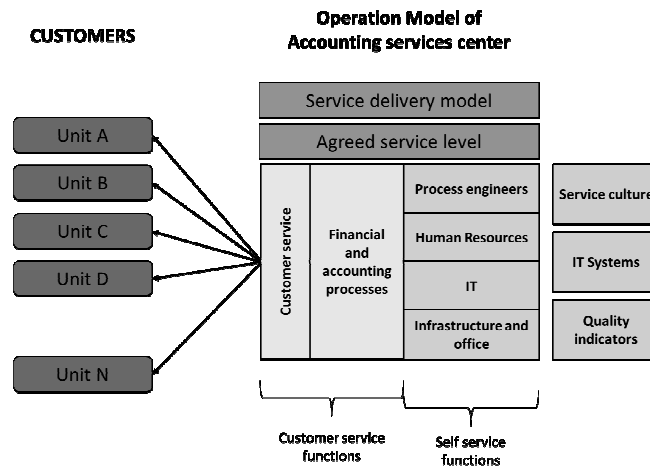 CUSTOMERS
Operation Model of
Accounting services center
Service delivery model
Agreed service level
Unit A
Unit B
Unit C
Unit D
Unit N
Customer service
Financial
and
accounting
processes
Process engineers
Human Resources
IT
Infrastructure and
office
Service culture
IT Systems
Quality
indicators
Customer service
functions
Self service
functions